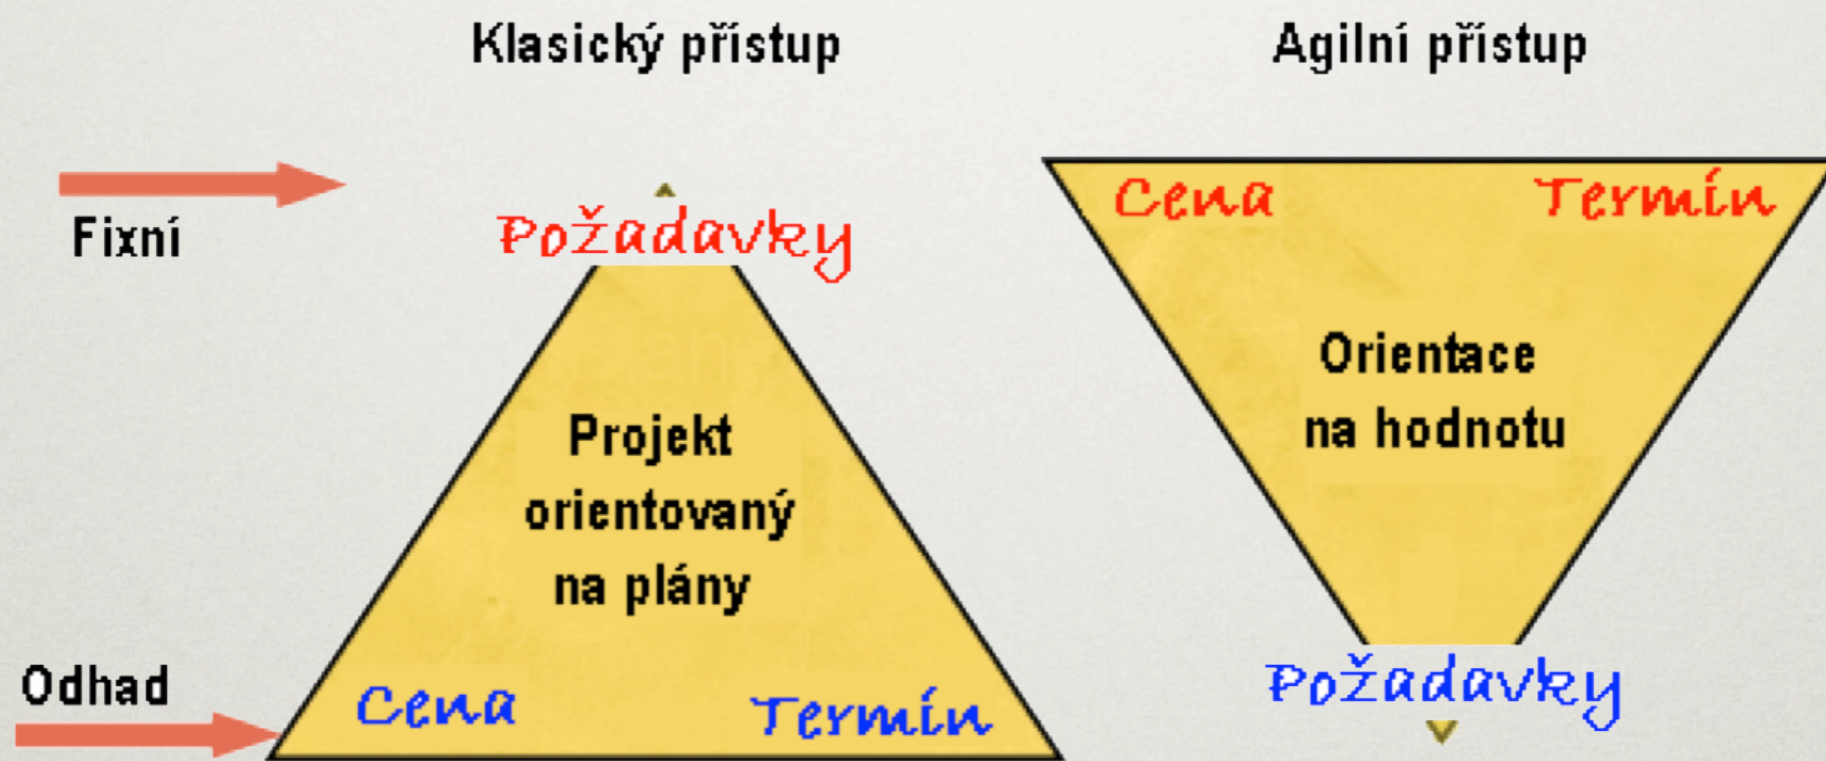 Klasický přístup
Agilní přístup
Fixní
Požadavky
Cena
Termín
Orientace
na hodnotu
Projekt
orientovaný
na plány
Odhad
Cena
Termín
Požadavky